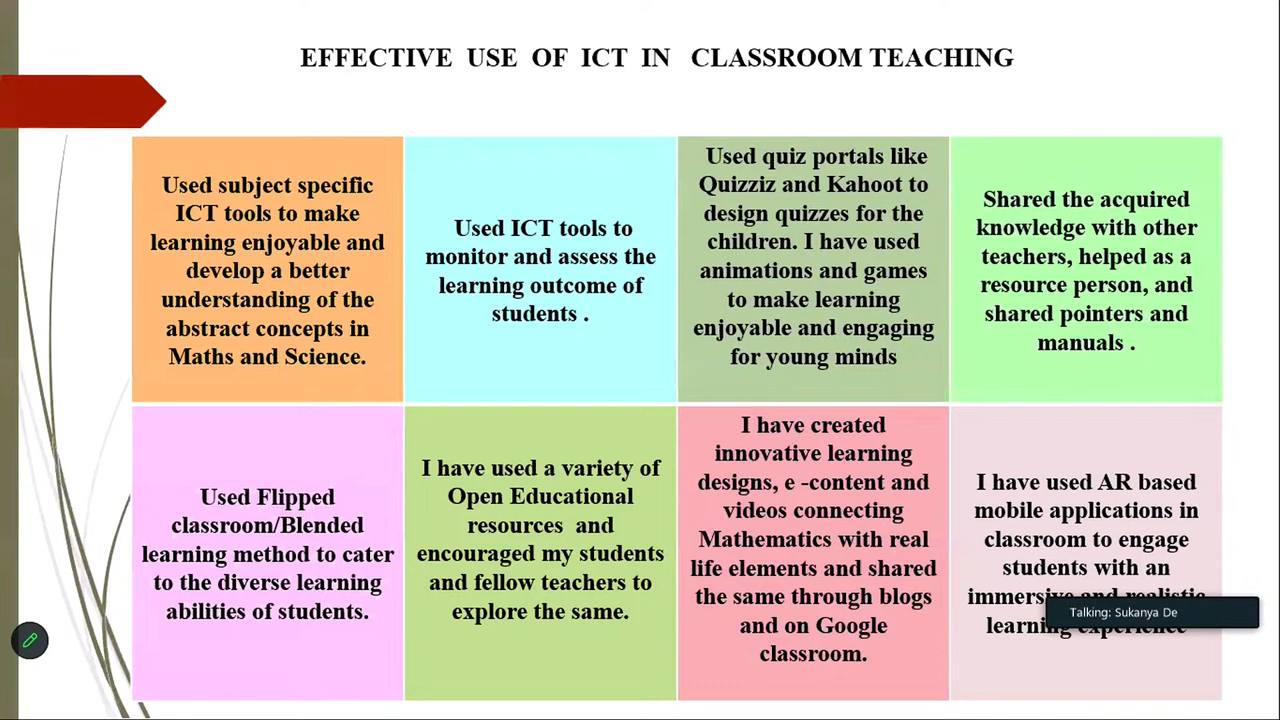 EFFECTIVE USE OF ICT IN CLASSROOM TEACHING
Used subject specific
ICT tools to make
learning enjoyable and
develop a better
understanding of the
abstract concepts in
Maths and Science.
Used ICT tools to
monitor and assess the
learning outcome of
students .
Used quiz portals like
Quizziz and Kahoot to
design quizzes for the
children. I have used
animations and games
to make learning
enjoyable and engaging
for young minds
Shared the acquired
knowledge with other
teachers, helped as a
resource person, and
shared pointers and
manuals .
Used Flipped
classroom/Blended
learning method to cater
to the diverse learning
abilities of students.
I have used a variety of
Open Educational
resources and
encouraged my students
and fellow teachers to
explore the same.
I have created
innovative learning
designs, e -content and
videos connecting
Mathematics with real
life elements and shared
the same through blogs
and on Google
classroom.
I have used AR based
mobile applications in
classroom to engage
students with an
immersive and realistic
learning experience
Talking: Sukanya De